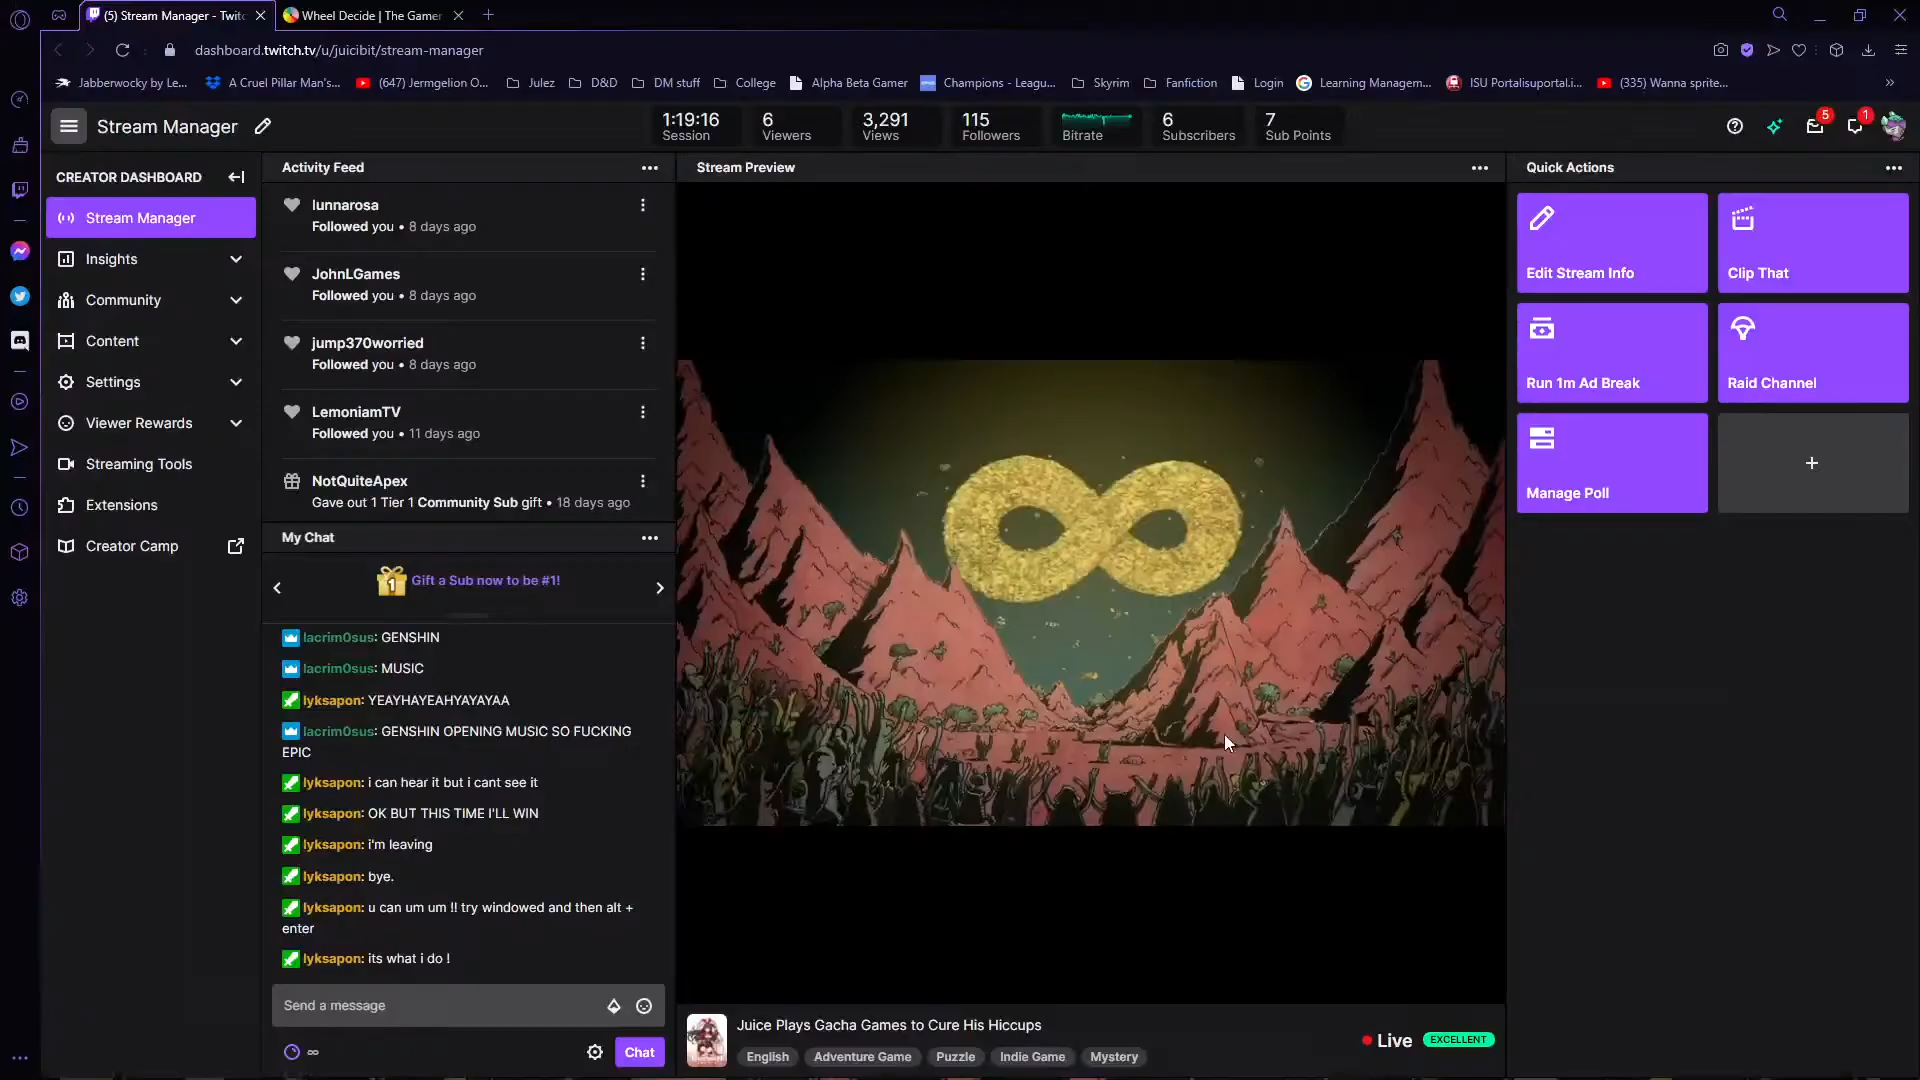 (5) Stream Manager - Twitc
Wheel Decide | The Gamer
dashboard.twitch.tv/u/juicibit/stream-manager
Jabberwocky by Le...
A Cruel Pillar Man's...
(647) Jermgelion O...
Julez
D&D
DM stuff
College
Alpha Beta Gamer
Champions - Leagu...
Skyrim
Fanfiction
Login
Learning Managem...
ISU Portalisuportal.i...
(335) Wanna sprite...
Stream Manager
1:19:16
Session
6
Viewers
3,291
Views
115
Followers
Bitrate
6
Subscribers
7
Sub Points
5
1
CREATOR DASHBOARD
Stream Manager
Insights
Community
Content
Settings
Viewer Rewards
Streaming Tools
Extensions
Creator Camp
Activity Feed
lunnarosa
Followed you • 8 days ago
JohnLGames
Followed you • 8 days ago
jump370worried
Followed you • 8 days ago
LemoniamTV
Followed you • 11 days ago
NotQuiteApex
Gave out 1 Tier 1 Community Sub gift • 18 days ago
My Chat
1
Gift a Sub now to be #1!
lacrim0sus: GENSHIN
lacrim0sus: MUSIC
lyksapon: YEAYHAYEAHYAYAYAA
lacrim0sus: GENSHIN OPENING MUSIC SO FUCKING
EPIC
lyksapon: i can hear it but i cant see it
lyksapon: OK BUT THIS TIME I'LL WIN
lyksapon: i'm leaving
lyksapon: bye.
lyksapon: u can um um !! try windowed and then alt +
enter
lyksapon: its what i do !
Send a message
∞
Chat
Stream Preview
Juice Plays Gacha Games to Cure His Hiccups
English
Adventure Game
Puzzle
Indie Game
Mystery
Live
EXCELLENT
Quick Actions
Edit Stream Info
Clip That
Run 1m Ad Break
Raid Channel
Manage Poll